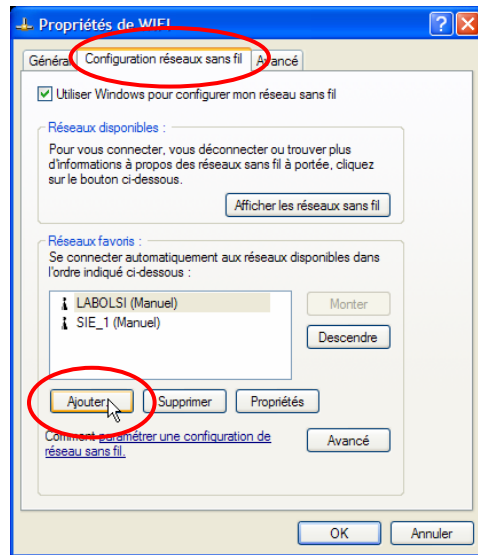 Propriétés de WIFI
Général Configuration réseaux sans fil Avancé
Utiliser Windows pour configurer mon réseau sans fil
Réseaux disponibles :
Pour vous connecter, vous déconnecter ou trouver plus
d'informations à propos des réseaux sans fil à portée, cliquez
sur le bouton ci-dessous.
Afficher les réseaux sans fil
Réseaux favoris :
Se connecter automatiquement aux réseaux disponibles dans
l'ordre indiqué ci-dessous :
LABOLSI (Manuel)
SIE_1 (Manuel)
Monter
Descendre
Ajouter... Supprimer Propriétés
Comment paramétrer une configuration de
réseau sans fil.
Avancé
OK Annuler